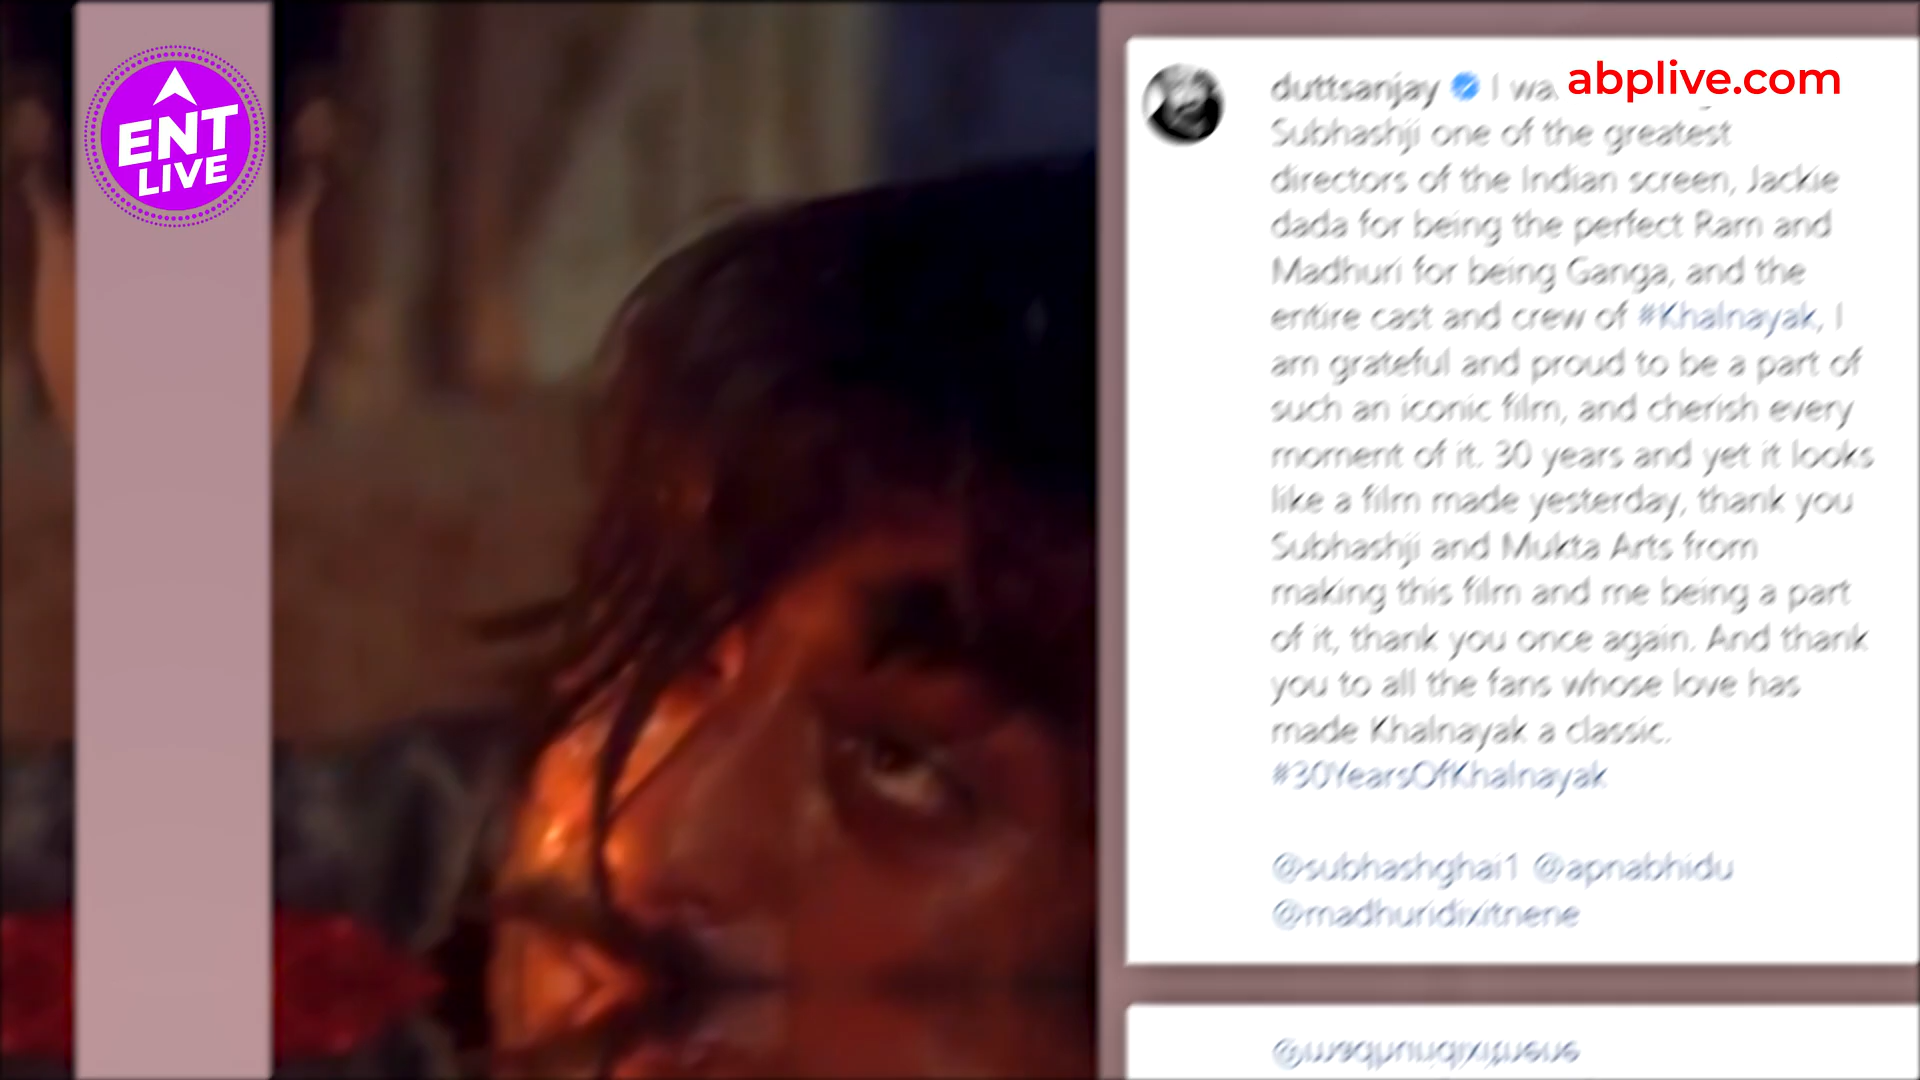 ENT
LIVE
abplive.com
duttsanjay I
Subhashji one of the greatest
directors of the Indian screen, Jackie
dada for being the perfect Ram and
Madhuri for being Ganga, and the
entire cast and crew of #Khalnayak, I
am grateful and proud to be a part of
such an iconic film, and cherish every
moment of it. 30 years and yet it looks
like a film made yesterday, thank you
Subhashji and Mukta Arts from
making this film and me being a part
of it, thank you once again. And thank
you to all the fans whose love has
made Khalnayak a classic.
#30YearsOfKhalnayak
@subhashghai1 @apnabhidu
@madhuridixitnene